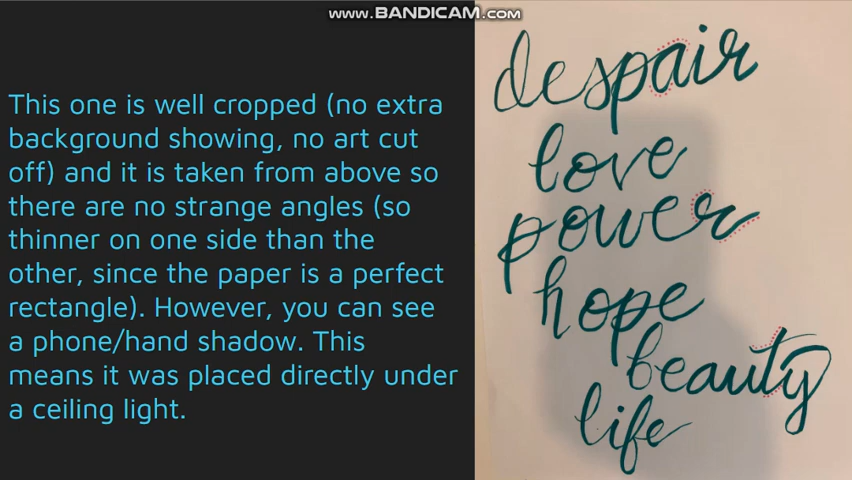 www.BANDICAM.com
This one is well cropped (no extra
background showing, no art cut
off) and it is taken from above so
there are no strange angles (so
thinner on one side than the
other, since the paper is a perfect
rectangle). However, you can see
a phone/hand shadow. This
means it was placed directly under
a ceiling light.
despair
love
power
hope
beauty
life